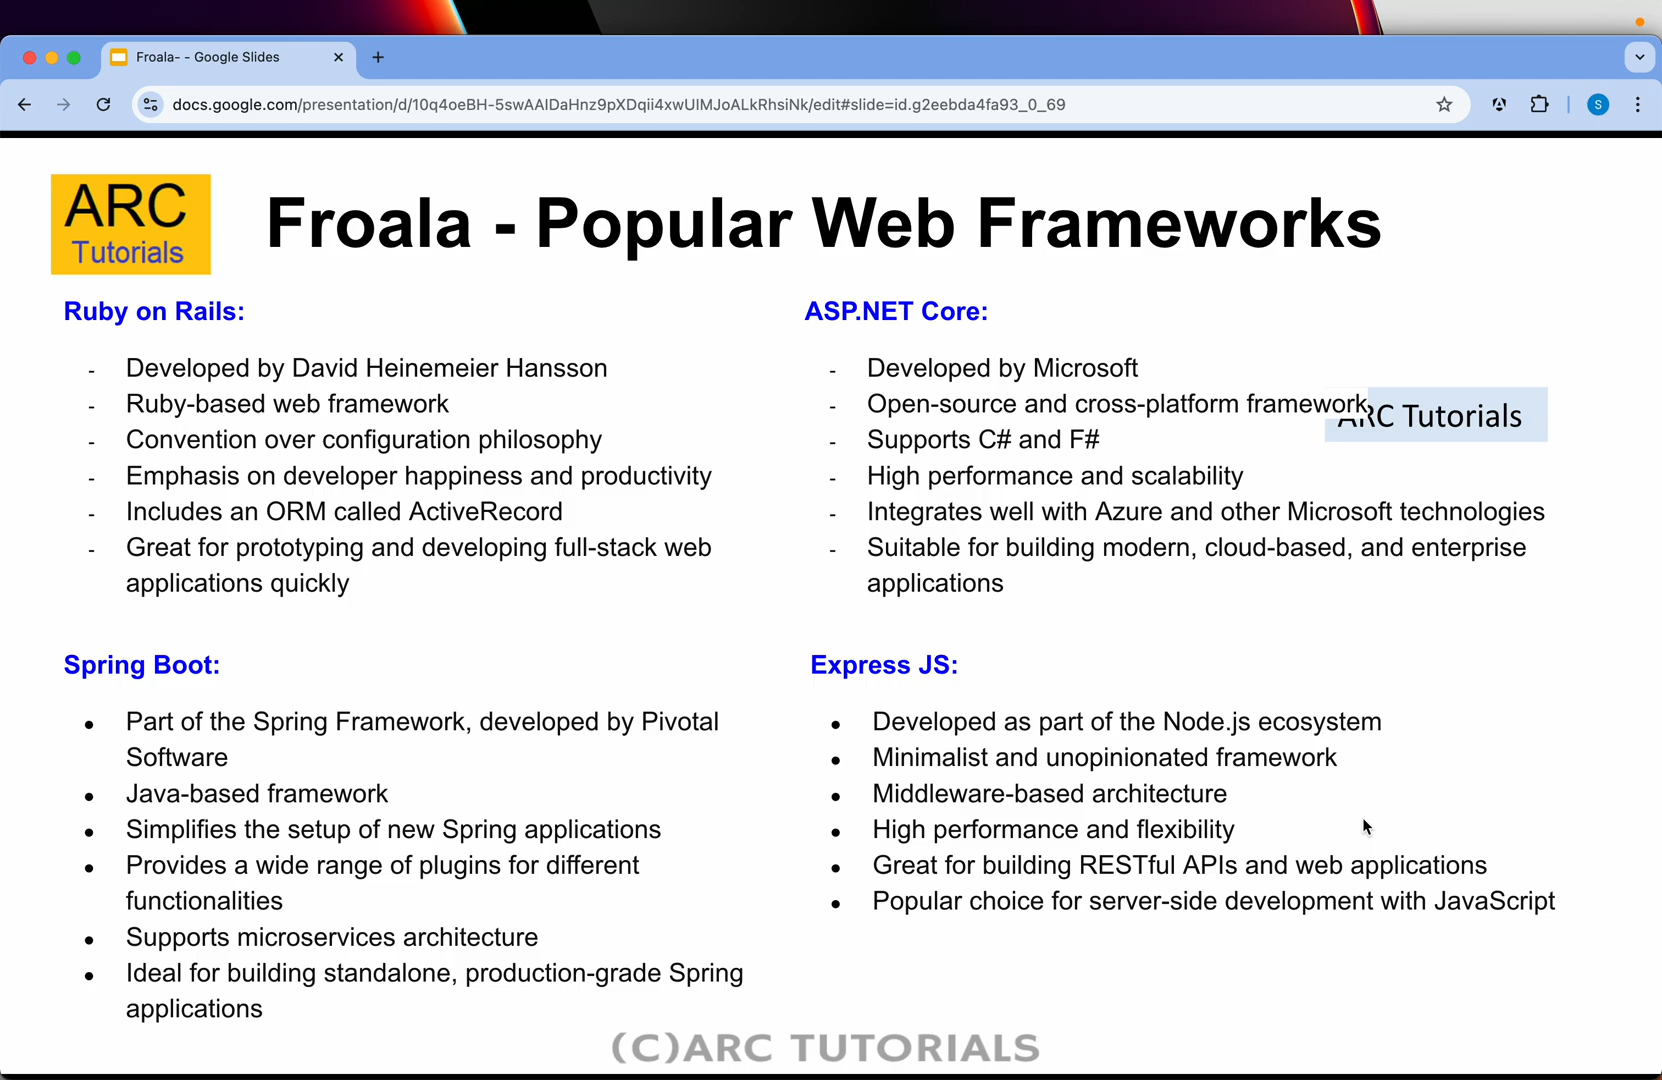 Froala- - Google Slides
docs.google.com/presentation/d/10q4oeBH-5swAAIDaHnz9pXDqii4xwUIMJoALkRhsiNk/edit#slide=id.g2eebda4fa93_0_69
S
ARC
Tutorials
Froala - Popular Web Frameworks
Ruby on Rails:
- Developed by David Heinemeier Hansson
- Ruby-based web framework
- Convention over configuration philosophy
- Emphasis on developer happiness and productivity
- Includes an ORM called ActiveRecord
- Great for prototyping and developing full-stack web
applications quickly
ASP.NET Core:
- Developed by Microsoft
- Open-source and cross-platform framework
ARC Tutorials
- Supports C# and F#
- High performance and scalability
- Integrates well with Azure and other Microsoft technologies
- Suitable for building modern, cloud-based, and enterprise
applications
Spring Boot:
● Part of the Spring Framework, developed by Pivotal
Software
● Java-based framework
● Simplifies the setup of new Spring applications
● Provides a wide range of plugins for different
functionalities
● Supports microservices architecture
● Ideal for building standalone, production-grade Spring
applications
Express JS:
● Developed as part of the Node.js ecosystem
● Minimalist and unopinionated framework
● Middleware-based architecture
● High performance and flexibility
● Great for building RESTful APIs and web applications
● Popular choice for server-side development with JavaScript
(C)ARC TUTORIALS